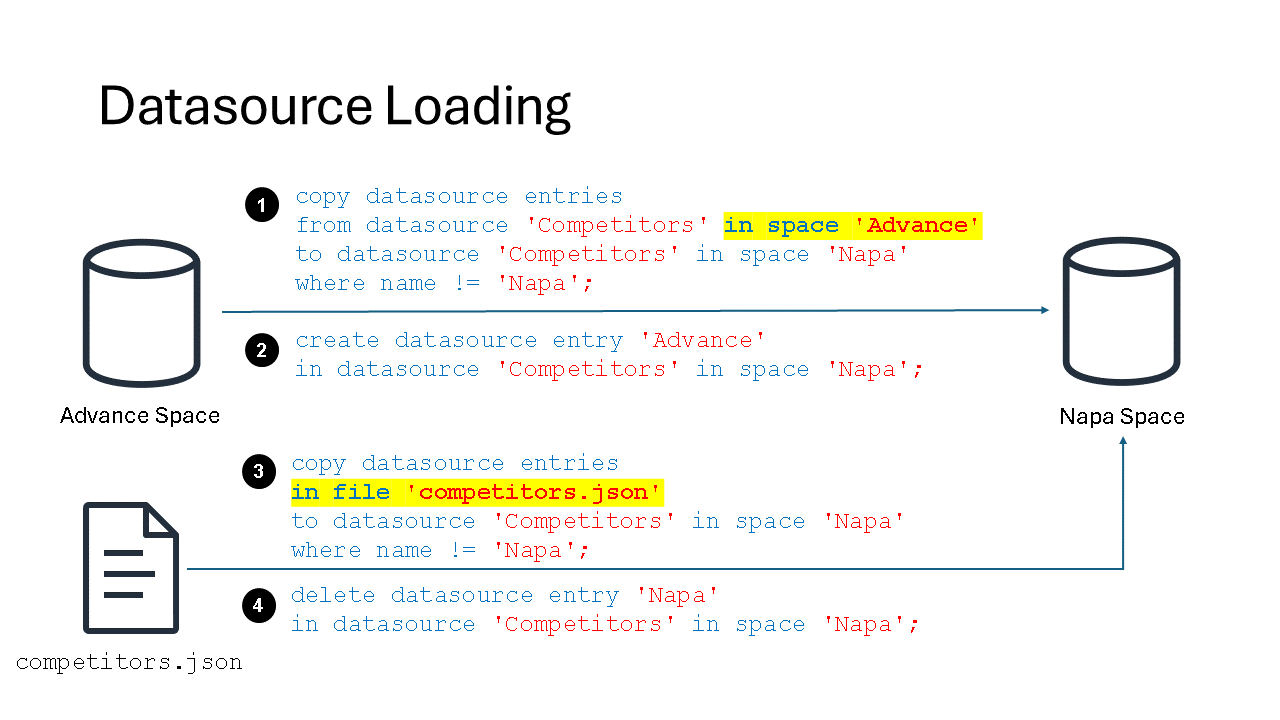 Datasource Loading
1
copy datasource entries
from datasource 'Competitors' in space 'Advance'
to datasource 'Competitors' in space 'Napa'
where name != 'Napa';
2
create datasource entry 'Advance'
in datasource 'Competitors' in space 'Napa';
Advance Space
Napa Space
3
copy datasource entries
in file 'competitors.json'
to datasource 'Competitors' in space 'Napa'
where name != 'Napa';
4
delete datasource entry 'Napa'
in datasource 'Competitors' in space 'Napa';
competitors.json